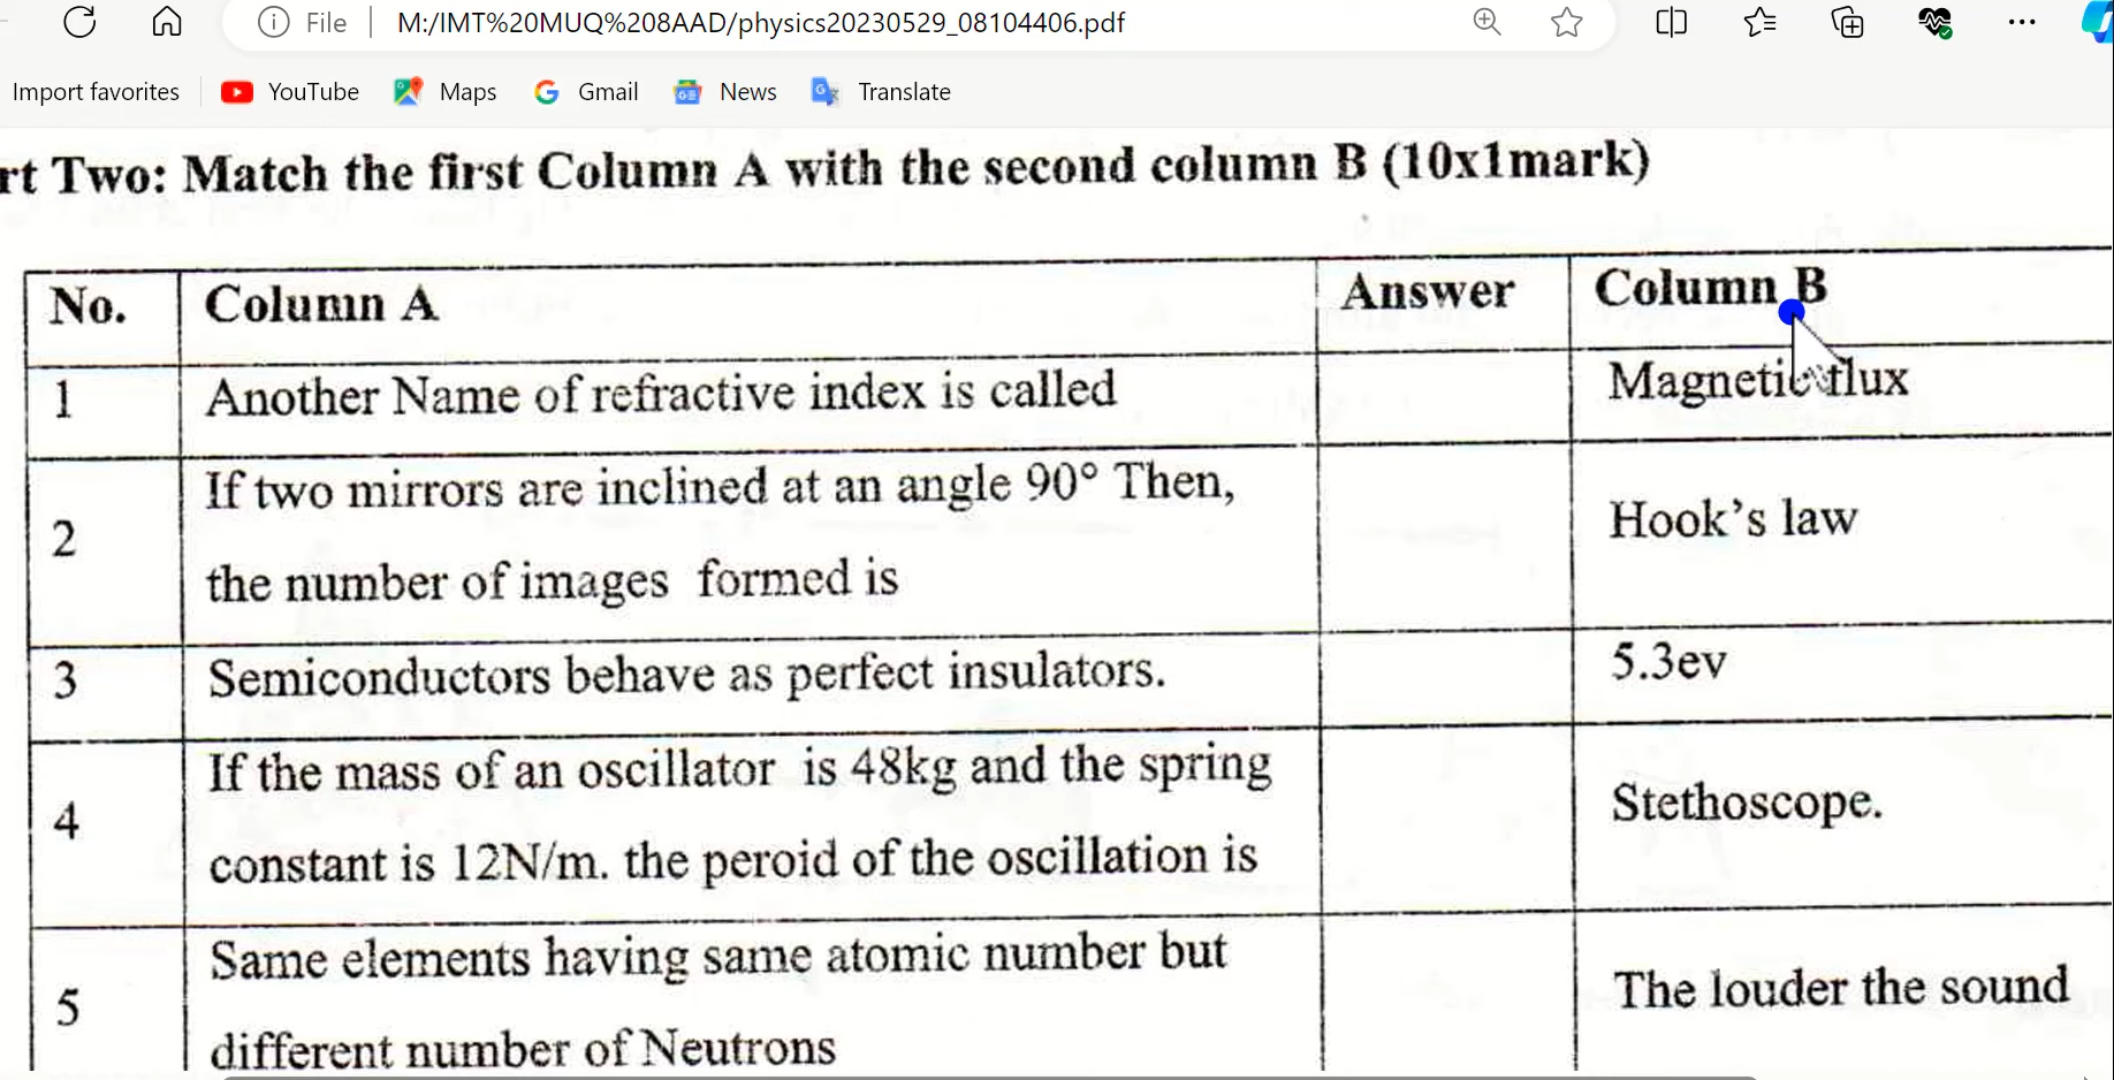 File | M:/IMT%20MUQ%208AAD/physics20230529_08104406.pdf
Import favorites YouTube Maps Gmail News Translate
rt Two: Match the first Column A with the second column B (10x1mark)
No. Column A Answer Column B
1 Another Name of refractive index is called Magnetic flux
2 If two mirrors are inclined at an angle 90° Then,
the number of images formed is
Hook's law
3 Semiconductors behave as perfect insulators. 5.3ev
4 If the mass of an oscillator is 48kg and the spring
constant is 12N/m. the peroid of the oscillation is
Stethoscope.
5 Same elements having same atomic number but
different number of Neutrons
The louder the sound